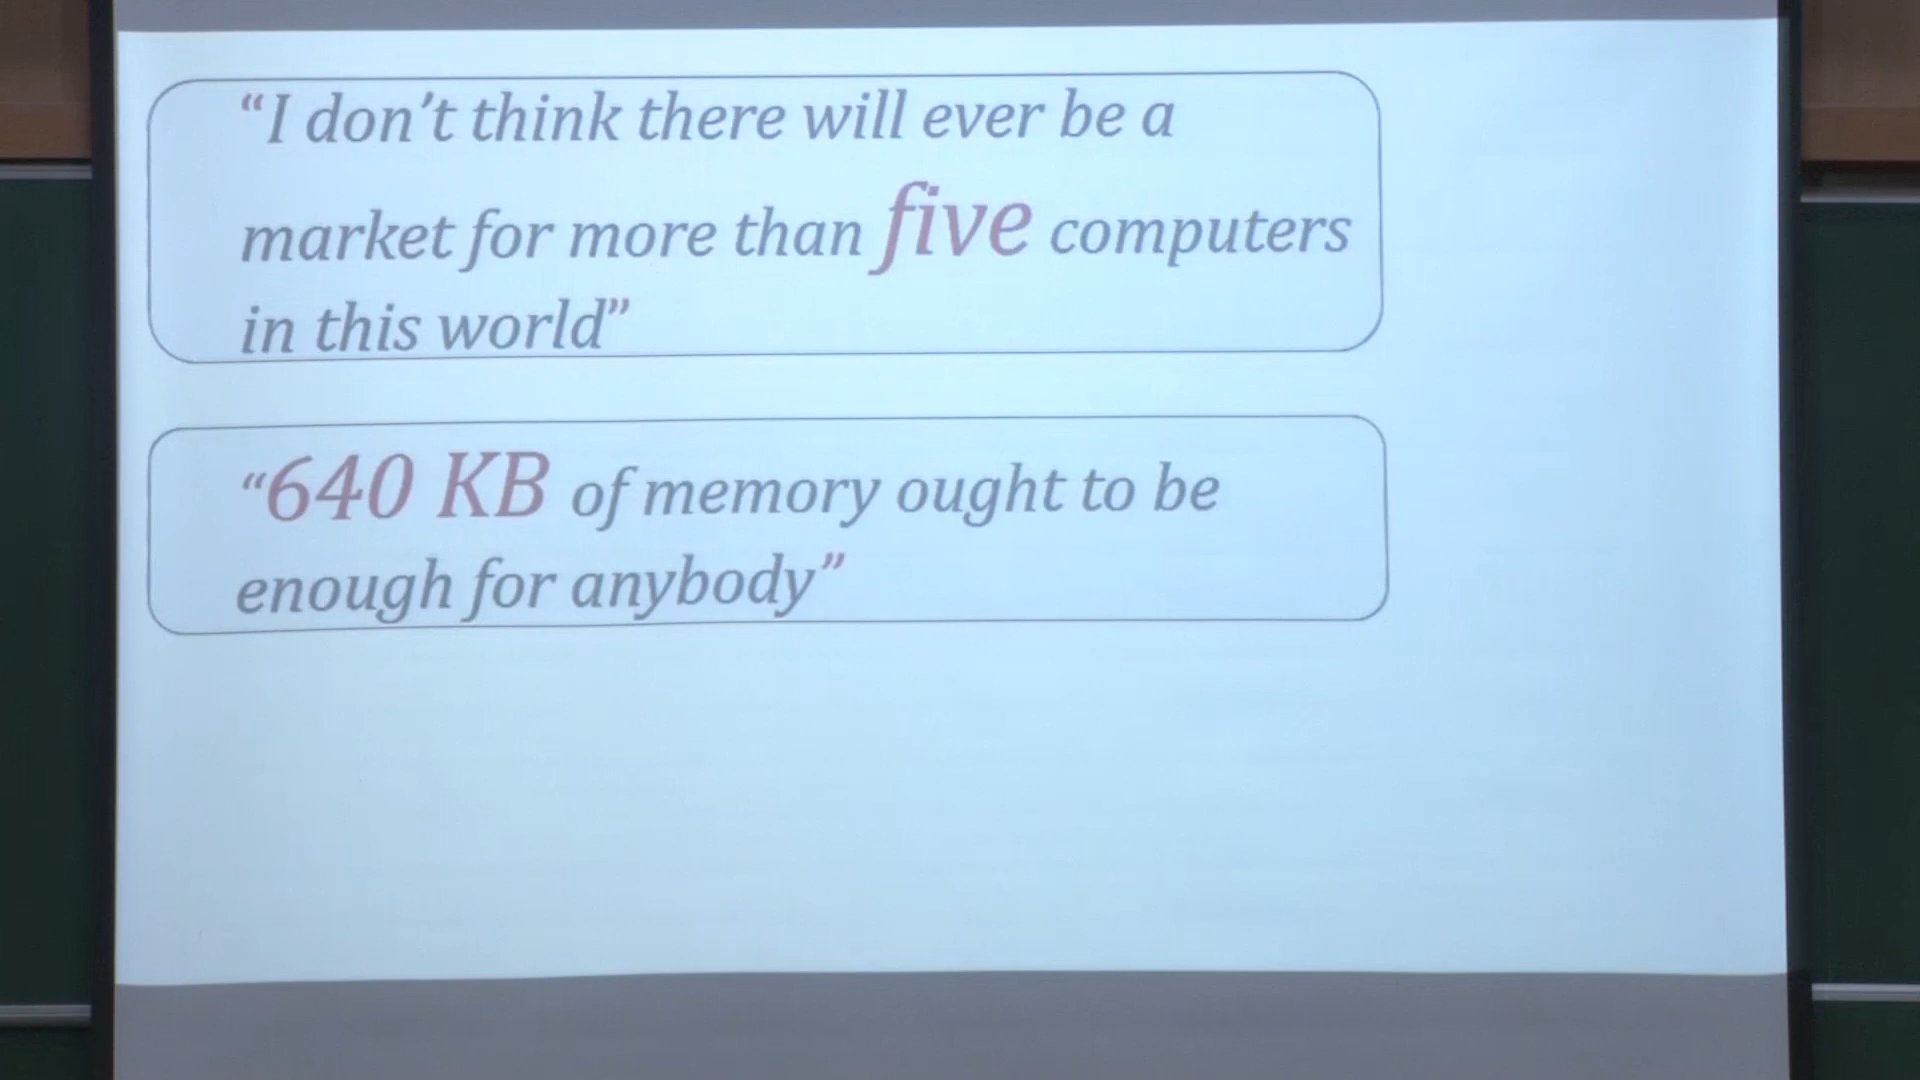 “I don’t think there will ever be a
market for more than five computers
in this world”
“640 KB of memory ought to be
enough for anybody”